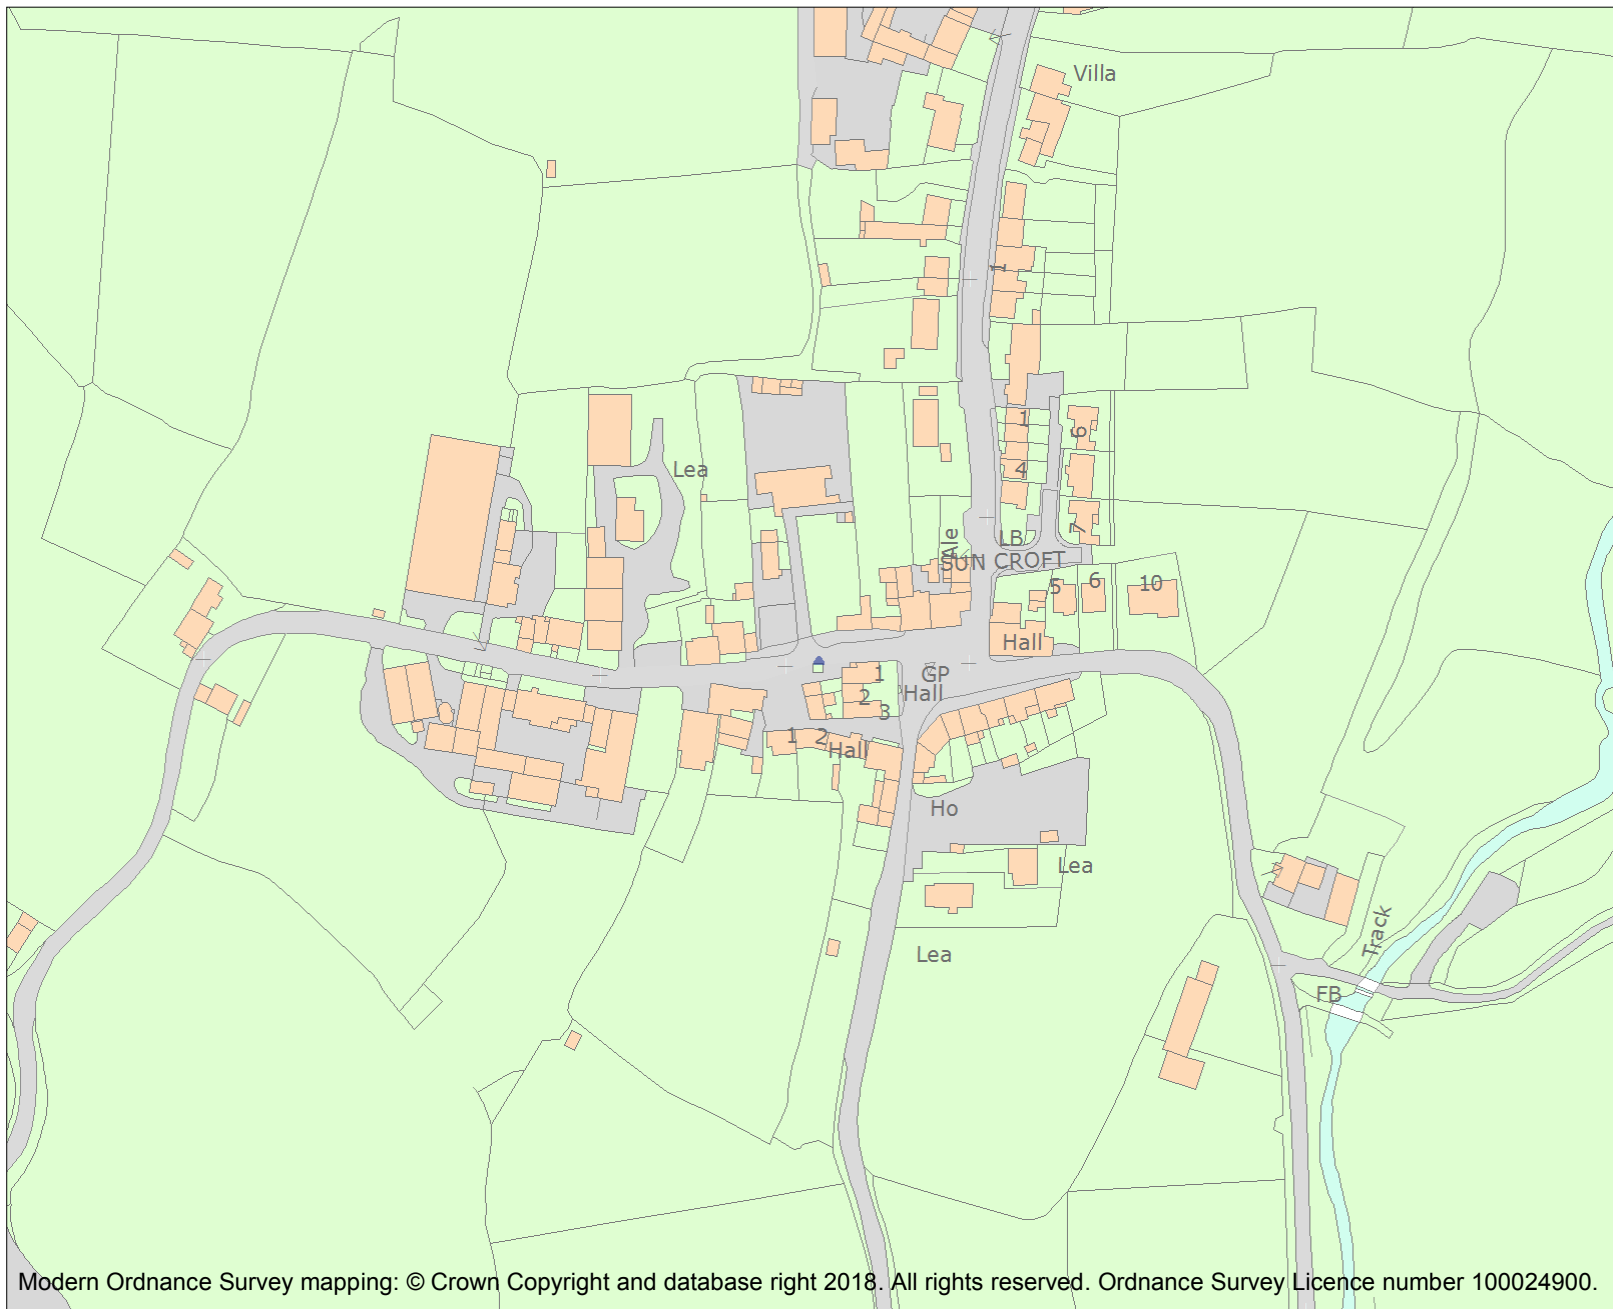 Villa
1
1
6
4
Lea
7
Ale
LB
SUN CROFT
5
6
10
Hall
GP
1
Hall
2
3
1
2
Hall
Ho
Lea
Track
Lea
FB
Modern Ordnance Survey mapping: © Crown Copyright and database right 2018. All rights reserved. Ordnance Survey Licence number 100024900.